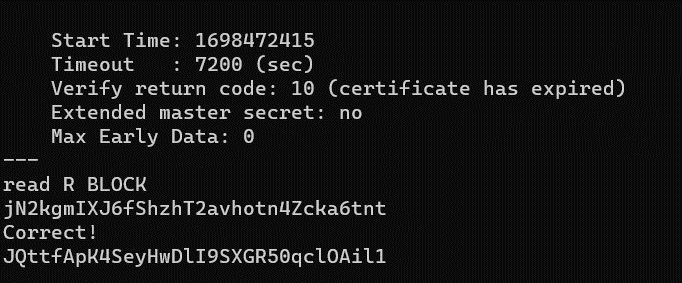 Start Time: 1698472415
Timeout   : 7200 (sec)
Verify return code: 10 (certificate has expired)
Extended master secret: no
Max Early Data: 0
---
read R BLOCK
jN2kgmIXJ6fShzhT2avhotn4Zcka6tnt
Correct!
JQttfApK4SeyHwDlI9SXGR50qclOAil1